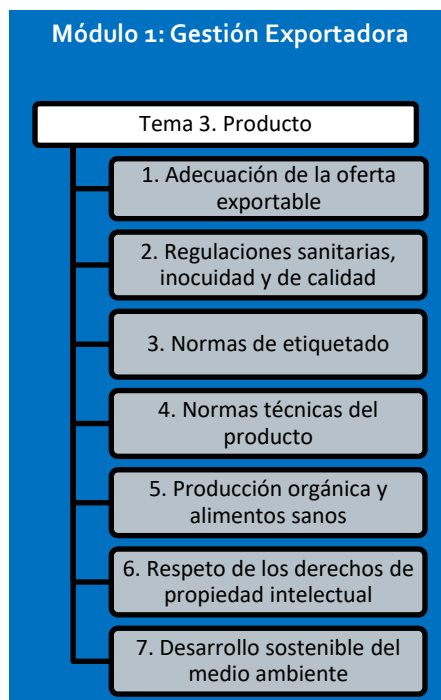 Módulo 1: Gestión Exportadora
Tema 3. Producto
1. Adecuación de la oferta
exportable
2. Regulaciones sanitarias,
inocuidad y de calidad
3. Normas de etiquetado
4. Normas técnicas del
producto
5. Producción orgánica y
alimentos sanos
6. Respeto de los derechos de
propiedad intelectual
7. Desarrollo sostenible del
medio ambiente